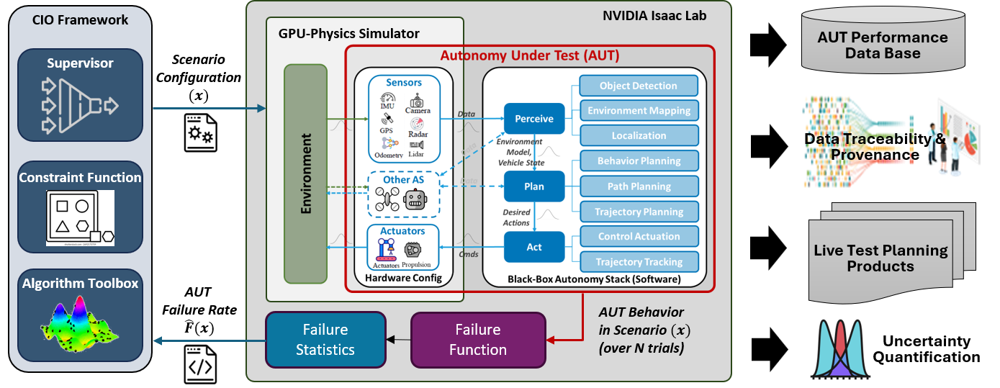 CIO Framework
Supervisor
Constraint Function
Algorithm Toolbox
Scenario
Configuration
(x)
AUT
Failure Rate
F̂(x)
NVIDIA Isaac Lab
GPU-Physics Simulator
Autonomy Under Test (AUT)
Environment
Sensors
IMU
Camera
GPS
Radar
Odometry
Lidar
Other AS
Actuators
Actuators
Propulsion
Hardware Config
Data
Data
Data
Cmds
Perceive
Environment
Model,
Vehicle State
Plan
Desired
Actions
Act
Object Detection
Environment Mapping
Localization
Behavior Planning
Path Planning
Trajectory Planning
Control Actuation
Trajectory Tracking
Black-Box Autonomy Stack (Software)
Failure
Statistics
Failure
Function
AUT Behavior
in Scenario (x)
(over N trials)
AUT Performance
Data Base
Data Traceability &
Provenance
Live Test Planning
Products
Uncertainty
Quantification